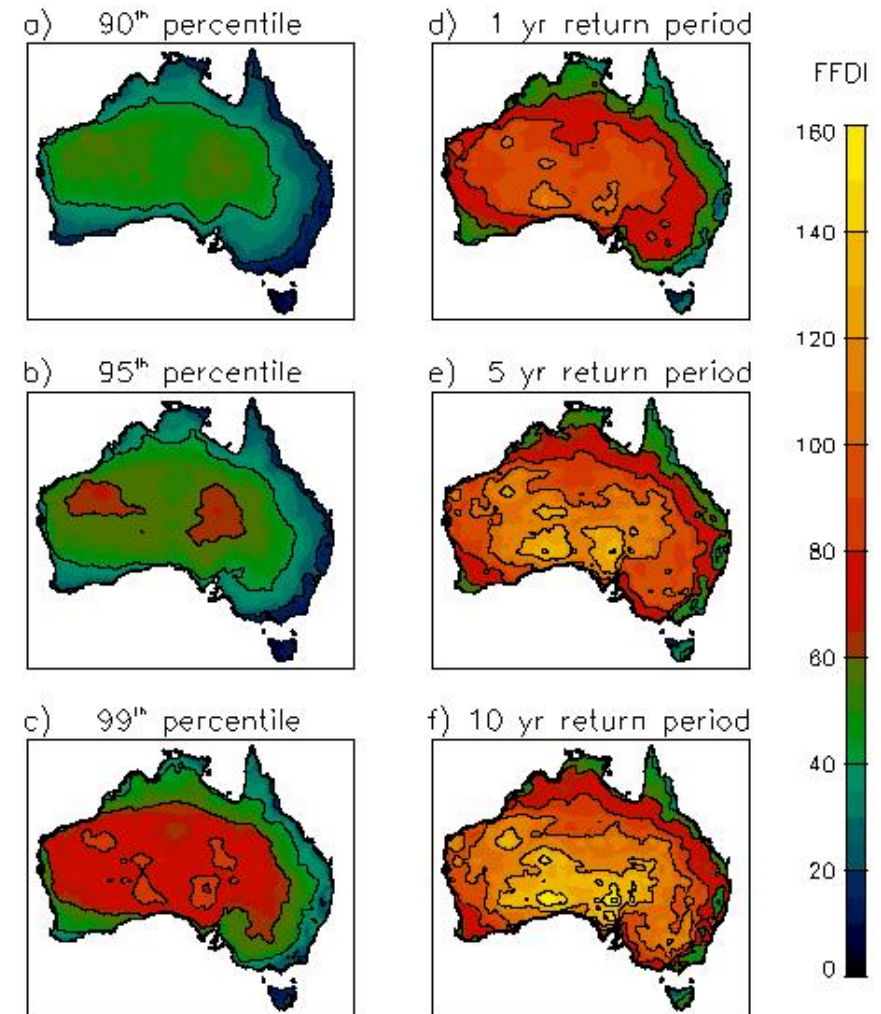 a) 90th percentile
d) 1 yr return period
FFDI
b) 95th percentile
e) 5 yr return period
c) 99th percentile
f) 10 yr return period
160
140
120
100
80
60
40
20
0